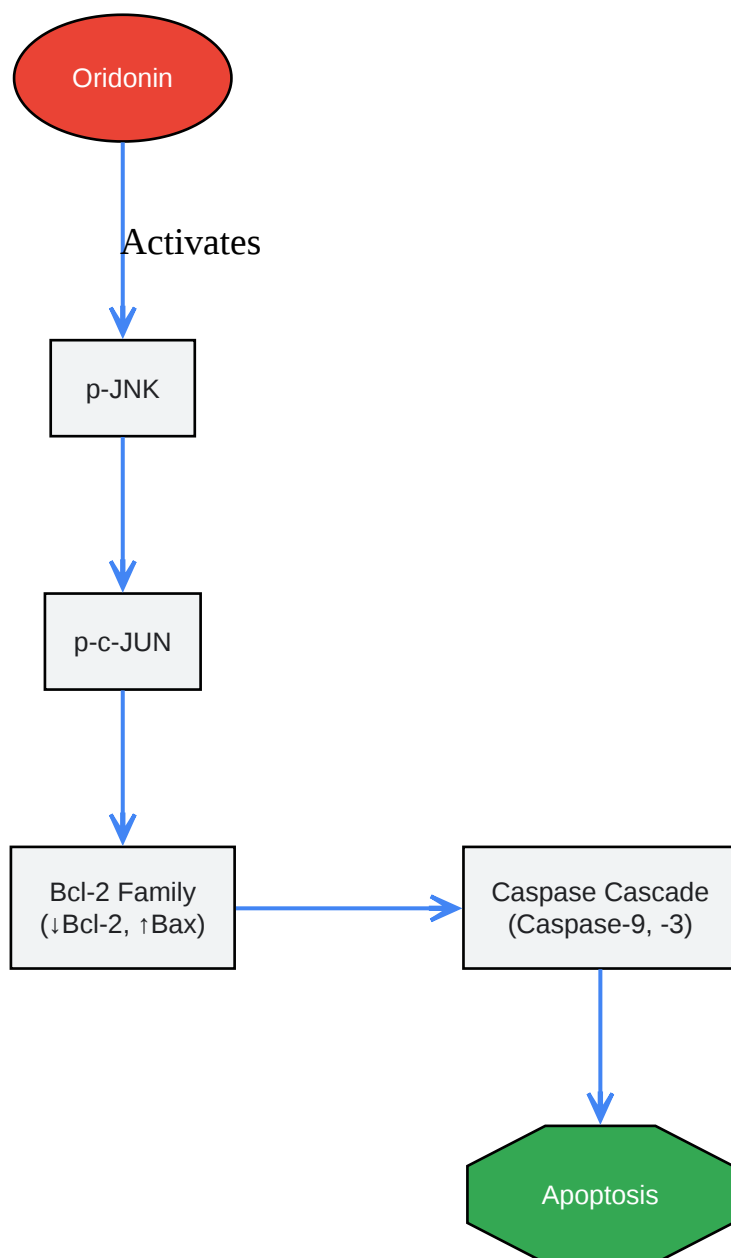 Oridonin
Activates
p-JNK
p-c-JUN
Bcl-2 Family
(↓Bcl-2, ↑Bax)
Caspase Cascade
(Caspase-9, -3)
Apoptosis